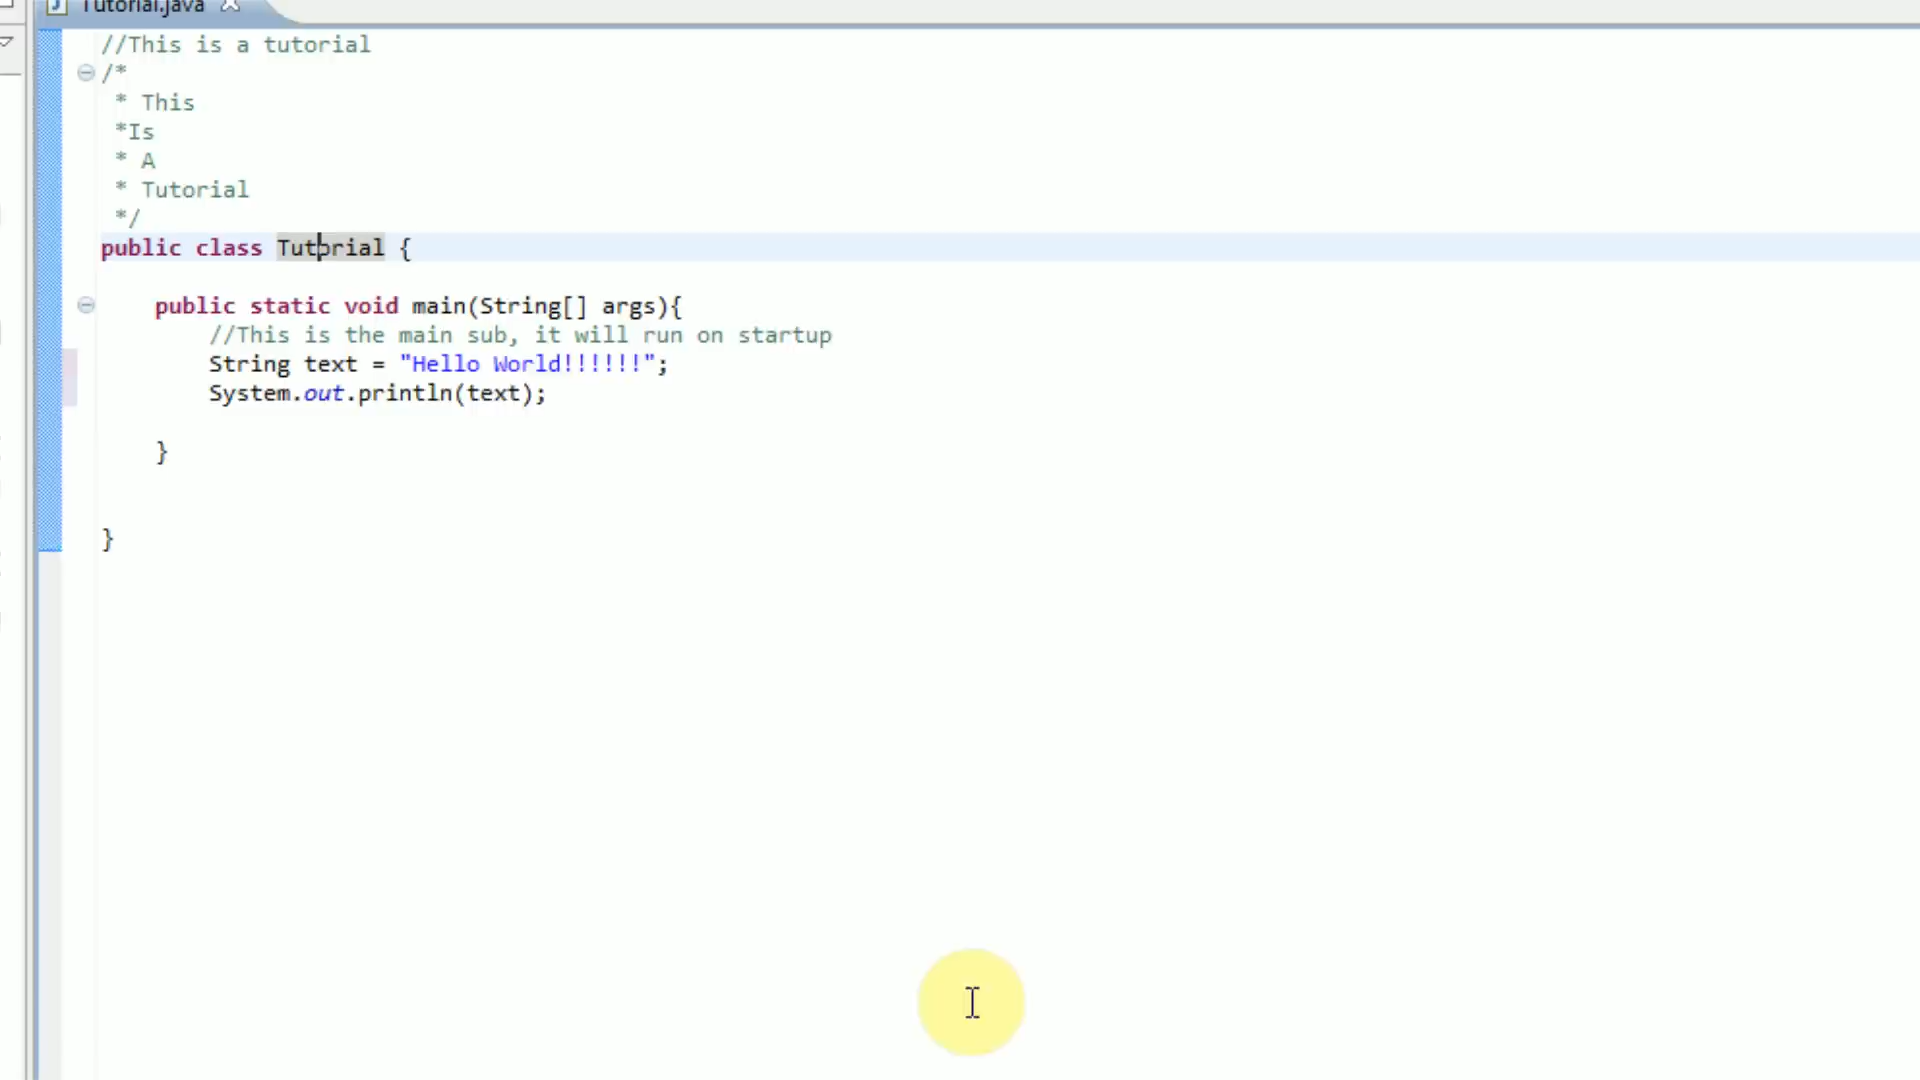 Tutorial.java
//This is a tutorial
/*
 * This
 *Is
 * A
 * Tutorial
 */
public class Tutorial {
    public static void main(String[] args){
        //This is the main sub, it will run on startup
        String text = "Hello World!!!!!!";
        System.out.println(text);
    }
}